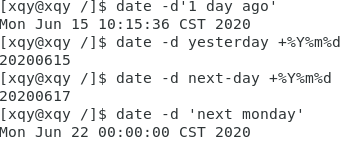 [xqy@xqy /]$ date -d'1 day ago'
Mon Jun 15 10:15:36 CST 2020
[xqy@xqy /]$ date -d yesterday +%Y%m%d
20200615
[xqy@xqy /]$ date -d next-day +%Y%m%d
20200617
[xqy@xqy /]$ date -d 'next monday'
Mon Jun 22 00:00:00 CST 2020